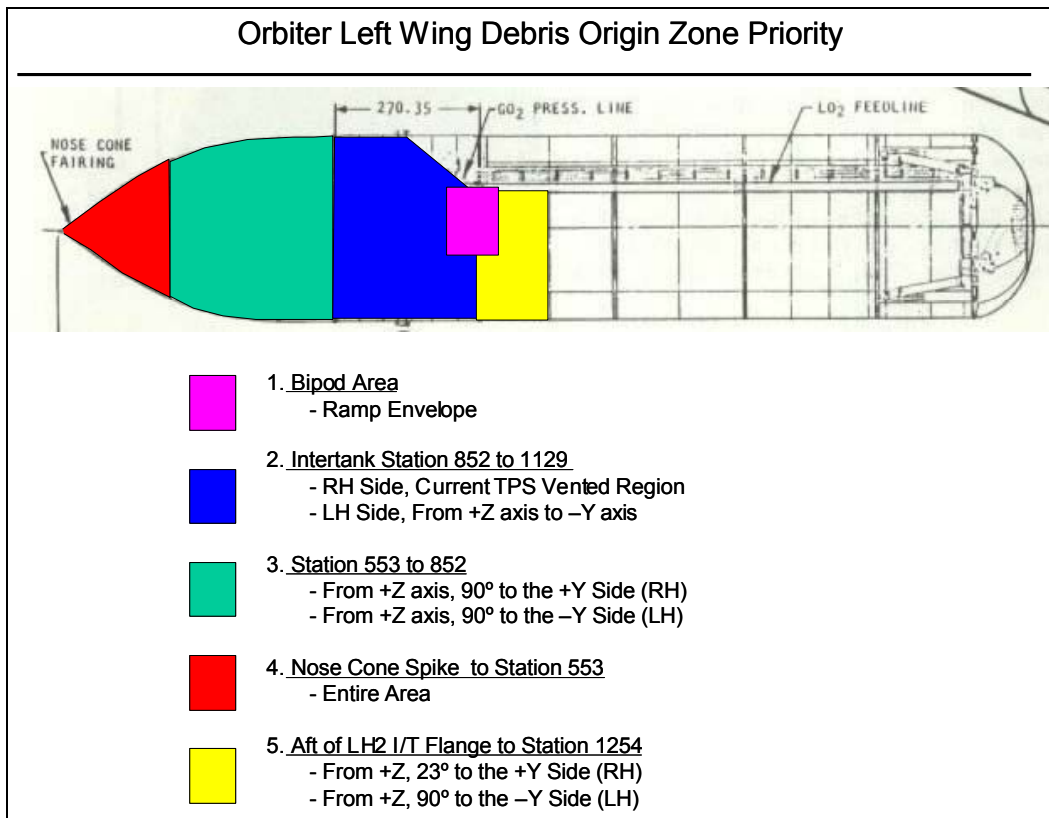 Orbiter Left Wing Debris Origin Zone Priority
270.35
GO2 PRESS. LINE
LO2 FEEDLINE
NOSE CONE
FAIRING
1. Bipod Area
- Ramp Envelope
2. Intertank Station 852 to 1129
- RH Side, Current TPS Vented Region
- LH Side, From +Z axis to –Y axis
3. Station 553 to 852
- From +Z axis, 90º to the +Y Side (RH)
- From +Z axis, 90º to the –Y Side (LH)
4. Nose Cone Spike to Station 553
- Entire Area
5. Aft of LH2 I/T Flange to Station 1254
- From +Z, 23º to the +Y Side (RH)
- From +Z, 90º to the –Y Side (LH)